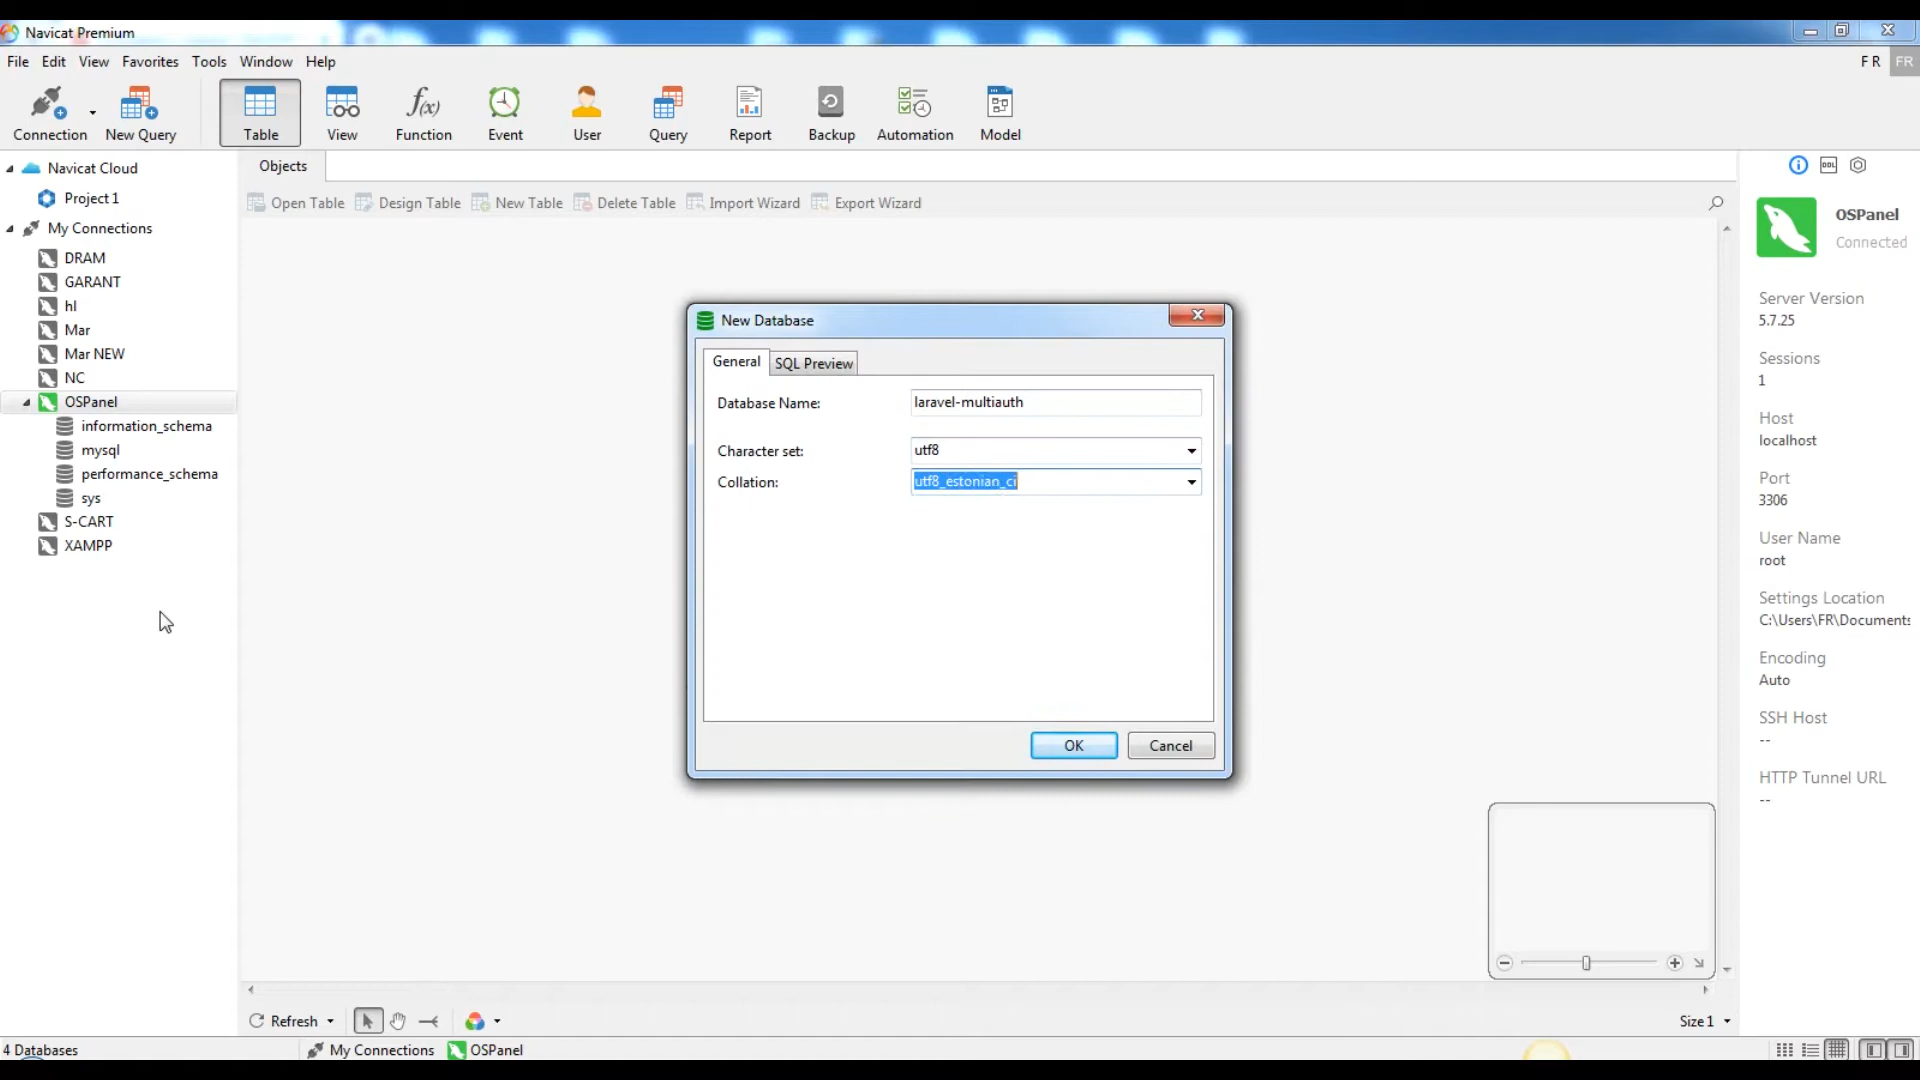 Navicat Premium
File Edit View Favorites Tools Window Help
F R FR
Connection New Query Table View Function Event User Query Report Backup Automation Model
Navicat Cloud
Project 1
My Connections
DRAM
GARANT
hl
Mar
Mar NEW
NC
OSPanel
information_schema
mysql
performance_schema
sys
S-CART
XAMPP
Objects
Open Table Design Table New Table Delete Table Import Wizard Export Wizard
New Database
General SQL Preview
Database Name: laravel-multiauth
Character set: utf8
Collation: utf8_estonian_ci
OK Cancel
DDL
OSPanel
Connected
Server Version
5.7.25
Sessions
1
Host
localhost
Port
3306
User Name
root
Settings Location
C:\Users\FR\Documents
Encoding
Auto
SSH Host
--
HTTP Tunnel URL
--
Refresh Size 1
4 Databases My Connections OSPanel